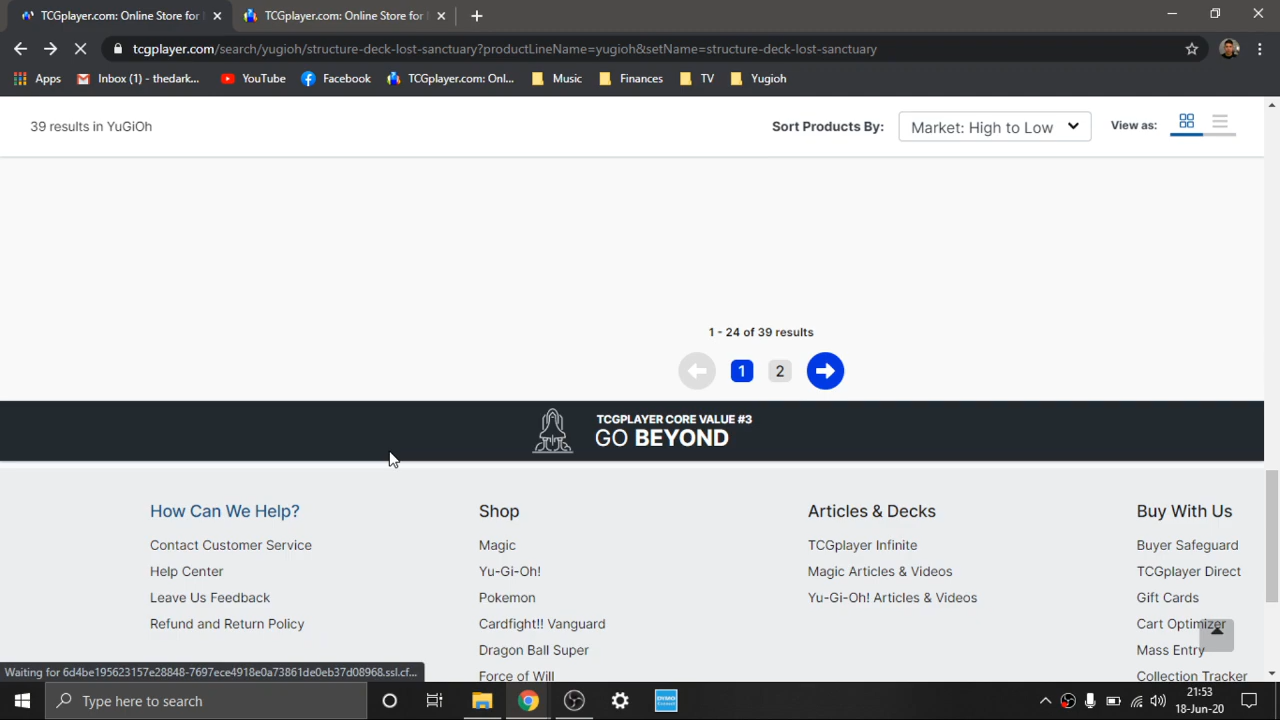 TCGplayer.com: Online Store for
TCGplayer.com: Online Store for
tcgplayer.com/search/yugioh/structure-deck-lost-sanctuary?productLineName=yugioh&setName=structure-deck-lost-sanctuary
Apps
Inbox (1) - thedark...
YouTube
Facebook
TCGplayer.com: Onl...
Music
Finances
TV
Yugioh
39 results in YuGiOh
Sort Products By:
Market: High to Low
View as:
1 - 24 of 39 results
1
2
TCGPLAYER CORE VALUE #3
GO BEYOND
How Can We Help?
Contact Customer Service
Help Center
Leave Us Feedback
Refund and Return Policy
Shop
Magic
Yu-Gi-Oh!
Pokemon
Cardfight!! Vanguard
Dragon Ball Super
Force of Will
Articles & Decks
TCGplayer Infinite
Magic Articles & Videos
Yu-Gi-Oh! Articles & Videos
Buy With Us
Buyer Safeguard
TCGplayer Direct
Gift Cards
Cart Optimizer
Mass Entry
Collection Tracker
Waiting for 6d4be195623157e28848-7697ece4918e0a73861de0eb37d08968.ssl.cf...
Type here to search
DYMO
21:53
18-Jun-20